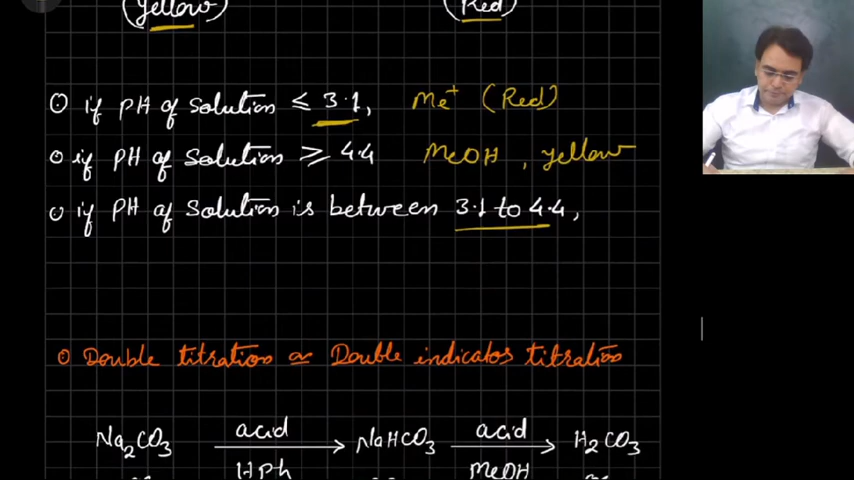 (Yellow) (Red)
⊙ if PH of Solution ≤ 3.1, Me⁺ (Red)
⊙ if PH of Solution ≥ 4.4 MeOH, yellow
⊙ if PH of Solution is between 3.1 to 4.4,
⊙ Double titration or Double indicator titration
Na₂CO₃ acid NaHCO₃ acid H₂CO₃
HPh MeOH